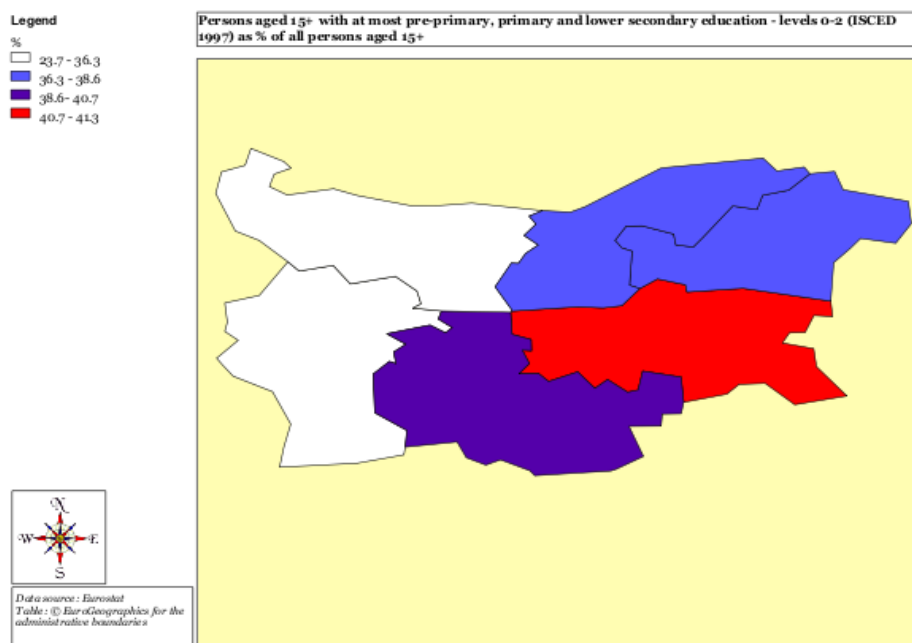 Legend
%
23.7 - 36.3
36.3 - 38.6
38.6- 40.7
40.7 - 41.3
Persons aged 15+ with at most pre-primary, primary and lower secondary education - levels 0-2 (ISCED
1997) as % of all persons aged 15+
N
W E
S
Data source : Eurostat
Table : © EuroGeographics for the
administrative boundaries